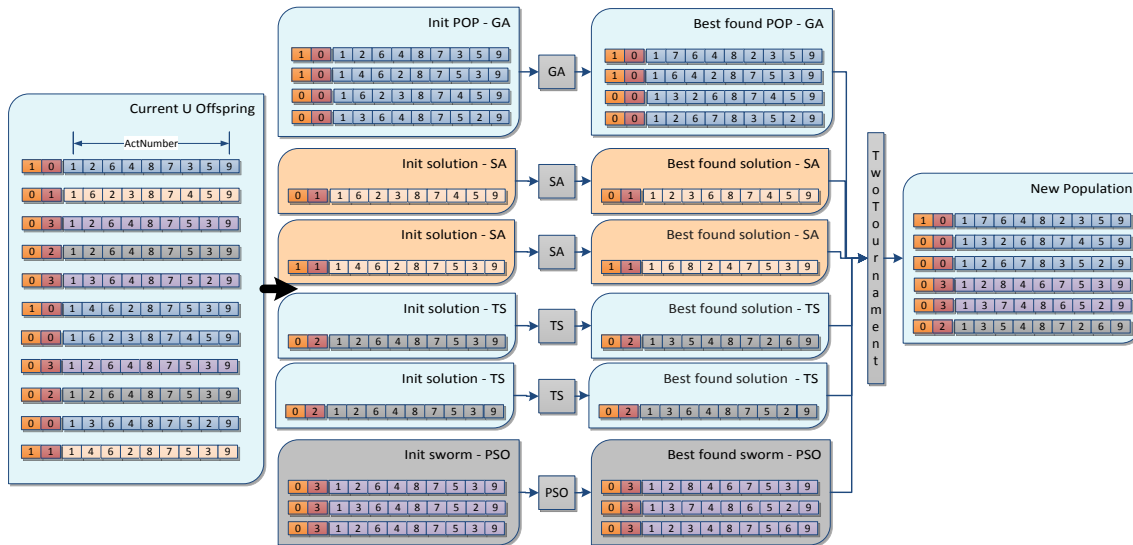 Current U Offspring
ActNumber
1 0 1 2 6 4 8 7 3 5 9
0 1 1 6 2 3 8 7 4 5 9
0 3 1 2 6 4 8 7 5 3 9
0 2 1 2 6 4 8 7 5 3 9
0 3 1 3 6 4 8 7 5 2 9
1 0 1 4 6 2 8 7 5 3 9
0 0 1 6 2 3 8 7 4 5 9
0 3 1 2 6 4 8 7 5 3 9
0 2 1 2 6 4 8 7 5 3 9
0 0 1 3 6 4 8 7 5 2 9
1 1 1 4 6 2 8 7 5 3 9
Init POP - GA
1 0 1 2 6 4 8 7 3 5 9
1 0 1 4 6 2 8 7 5 3 9
0 0 1 6 2 3 8 7 4 5 9
0 0 1 3 6 4 8 7 5 2 9
GA
Best found POP - GA
1 0 1 7 6 4 8 2 3 5 9
1 0 1 6 4 2 8 7 5 3 9
0 0 1 3 2 6 8 7 4 5 9
0 0 1 2 6 7 8 3 5 2 9
Init solution - SA
0 1 1 6 2 3 8 7 4 5 9
SA
Best found solution - SA
0 1 1 6 2 3 8 7 4 5 9
Init solution - SA
1 1 1 4 6 2 8 7 5 3 9
SA
Best found solution - SA
1 1 1 6 8 2 4 7 5 3 9
Init solution - TS
0 2 1 2 6 4 8 7 5 3 9
TS
Best found solution - TS
0 2 1 3 5 4 8 7 2 6 9
Init solution - TS
0 2 1 2 6 4 8 7 5 3 9
TS
Best found solution - TS
0 2 1 3 6 4 8 7 5 2 9
Init sworm - PSO
0 3 1 2 6 4 8 7 5 3 9
0 3 1 3 6 4 8 7 5 2 9
0 3 1 2 6 4 8 7 5 3 9
PSO
Best found sworm - PSO
0 3 1 2 8 4 6 7 5 3 9
0 3 1 3 7 4 8 6 5 2 9
0 3 1 2 3 4 8 7 5 6 9
TwoTournament
New Population
1 0 1 7 6 4 8 2 3 5 9
0 0 1 3 2 6 8 7 4 5 9
0 0 1 2 6 7 8 3 5 2 9
0 3 1 2 8 4 6 7 5 3 9
0 3 1 3 7 4 8 6 5 2 9
0 2 1 3 5 4 8 7 2 6 9